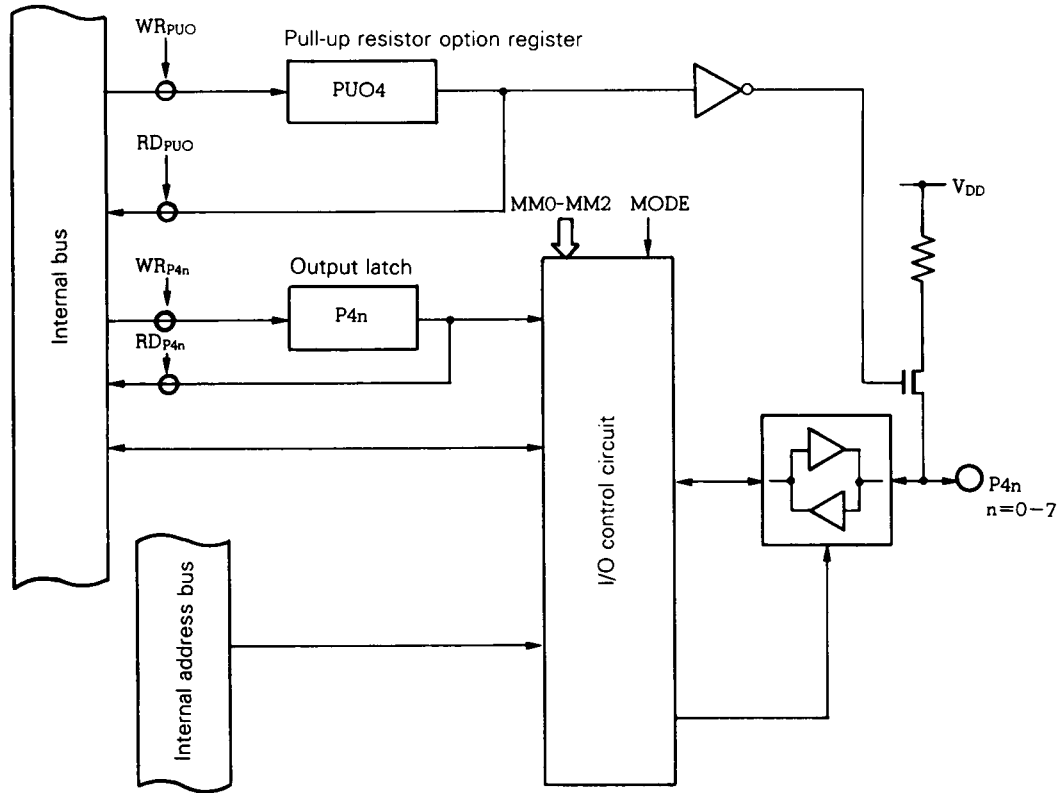 WRPUO
Pull-up resistor option register
PUO4
RDPUO
VDD
MM0-MM2 MODE
Internal bus
WRP4n
Output latch
P4n
RDP4n
I/O control circuit
P4n
n=0-7
Internal address bus